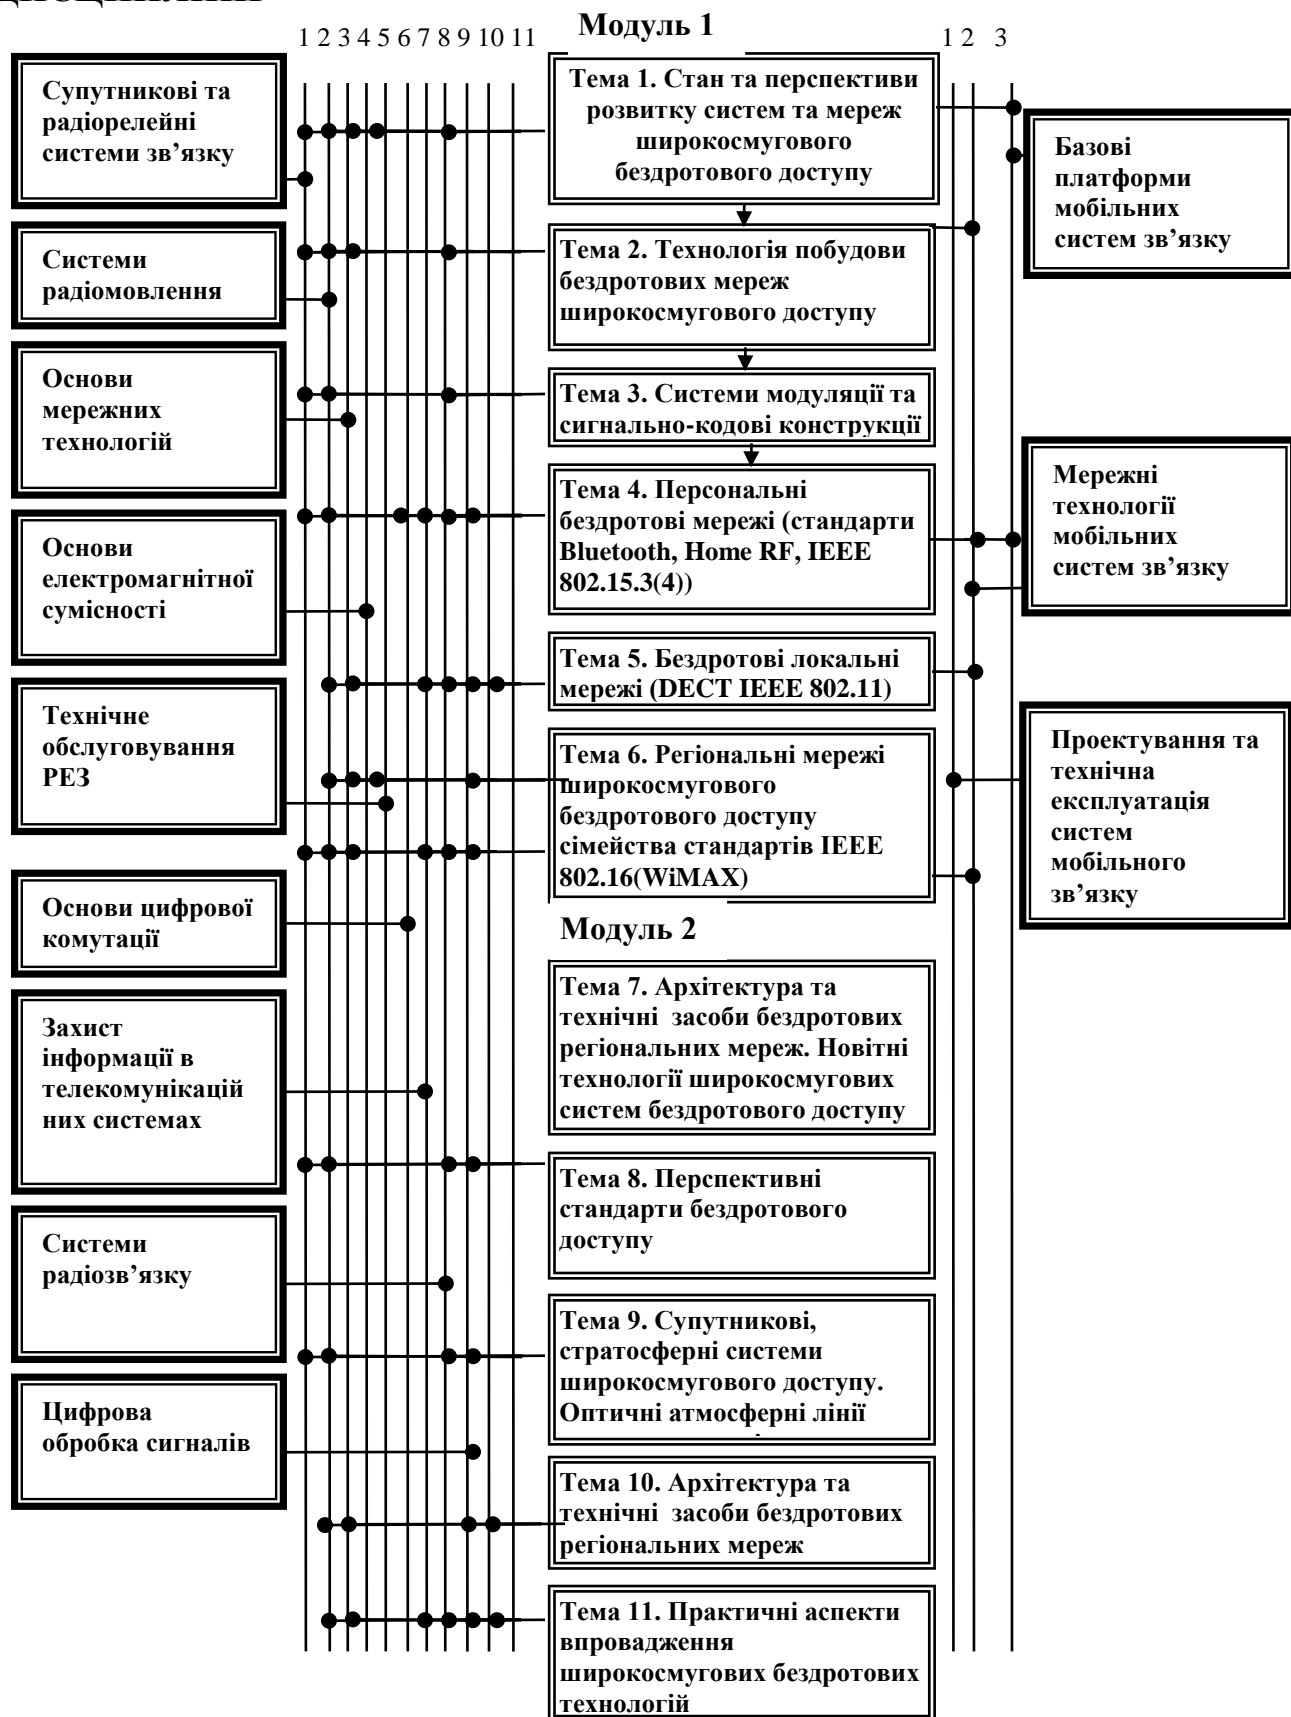 1 2 3 4 5 6 7 8 9 10 11
Модуль 1
1 2 3
Супутникові та
радіорелейні
системи зв’язку
Системи
радіомовлення
Основи
мережних
технологій
Основи
електромагнітної
сумісності
Технічне
обслуговування
РЕЗ
Основи цифрової
комутації
Захист
інформації в
телекомунікацій
них системах
Системи
радіозв’язку
Цифрова
обробка сигналів
Тема 1. Стан та перспективи
розвитку систем та мереж
широкосмугового
бездротового доступу
Тема 2. Технологія побудови
бездротових мереж
широкосмугового доступу
Тема 3. Системи модуляції та
сигнально-кодові конструкції
Тема 4. Персональні
бездротові мережі (стандарти
Bluetooth, Home RF, IEEE
802.15.3(4))
Тема 5. Бездротові локальні
мережі (DECT IEEE 802.11)
Тема 6. Регіональні мережі
широкосмугового
бездротового доступу
сімейства стандартів IEEE
802.16(WiMAX)
Модуль 2
Тема 7. Архітектура та
технічні засоби бездротових
регіональних мереж. Новітні
технології широкосмугових
систем бездротового доступу
Тема 8. Перспективні
стандарти бездротового
доступу
Тема 9. Супутникові,
стратосферні системи
широкосмугового доступу.
Оптичні атмосферні лінії
Тема 10. Архітектура та
технічні засоби бездротових
регіональних мереж
Тема 11. Практичні аспекти
впровадження
широкосмугових бездротових
технологій
Базові
платформи
мобільних
систем зв’язку
Мережні
технології
мобільних
систем зв’язку
Проектування та
технічна
експлуатація
систем
мобільного
зв’язку